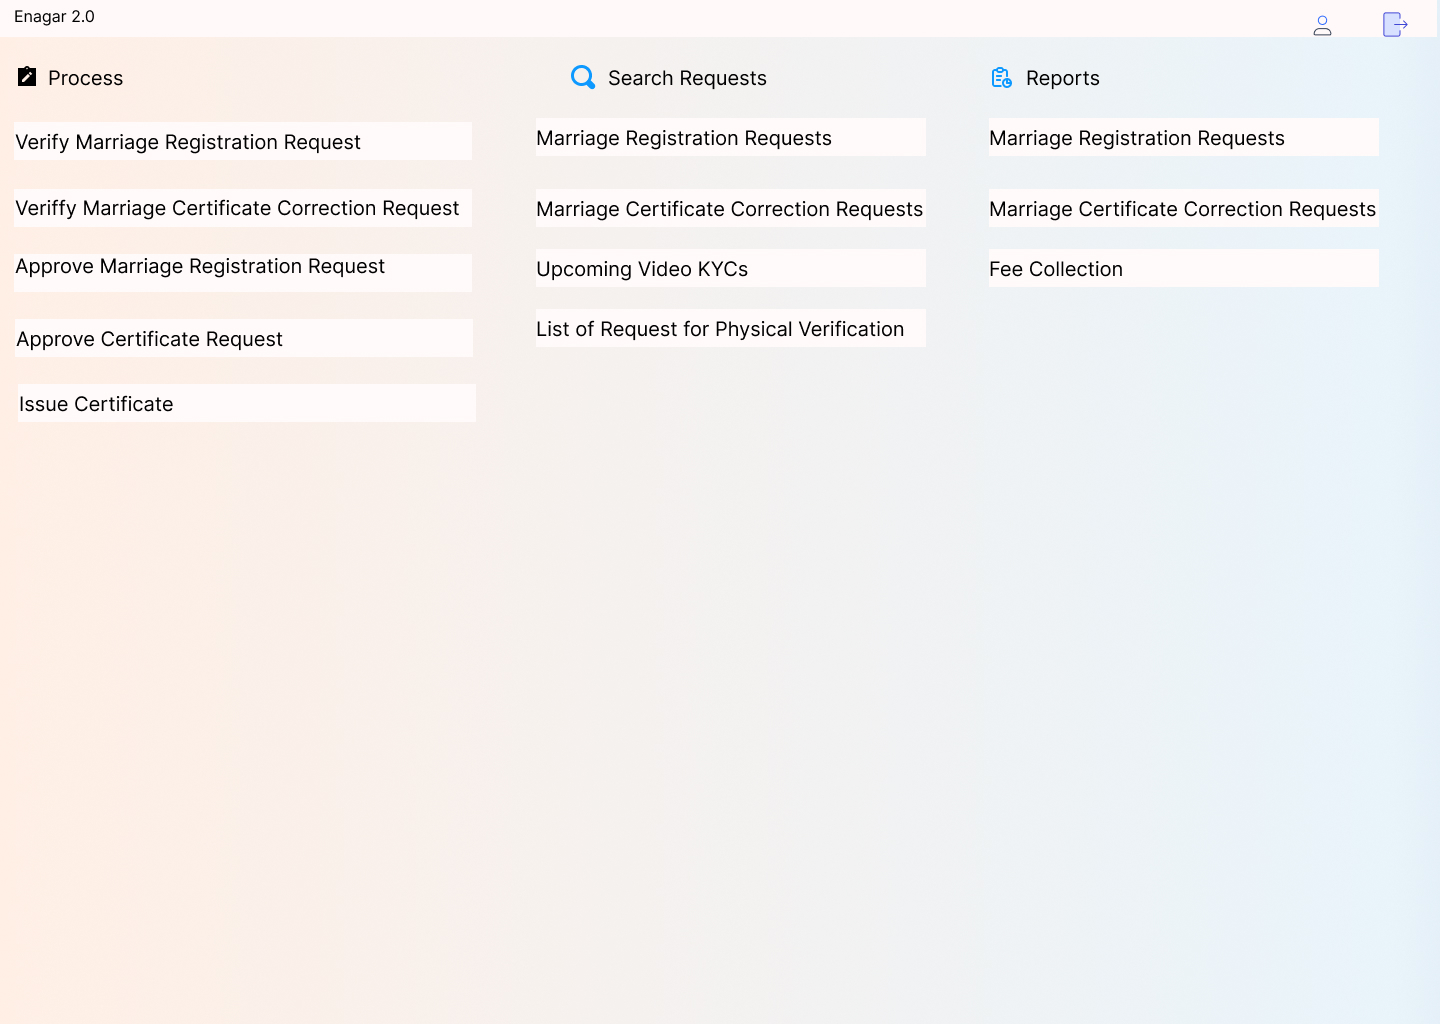 Enagar 2.0
Process
Verify Marriage Registration Request
Veriffy Marriage Certificate Correction Request
Approve Marriage Registration Request
Approve Certificate Request
Issue Certificate
Search Requests
Marriage Registration Requests
Marriage Certificate Correction Requests
Upcoming Video KYCs
List of Request for Physical Verification
Reports
Marriage Registration Requests
Marriage Certificate Correction Requests
Fee Collection